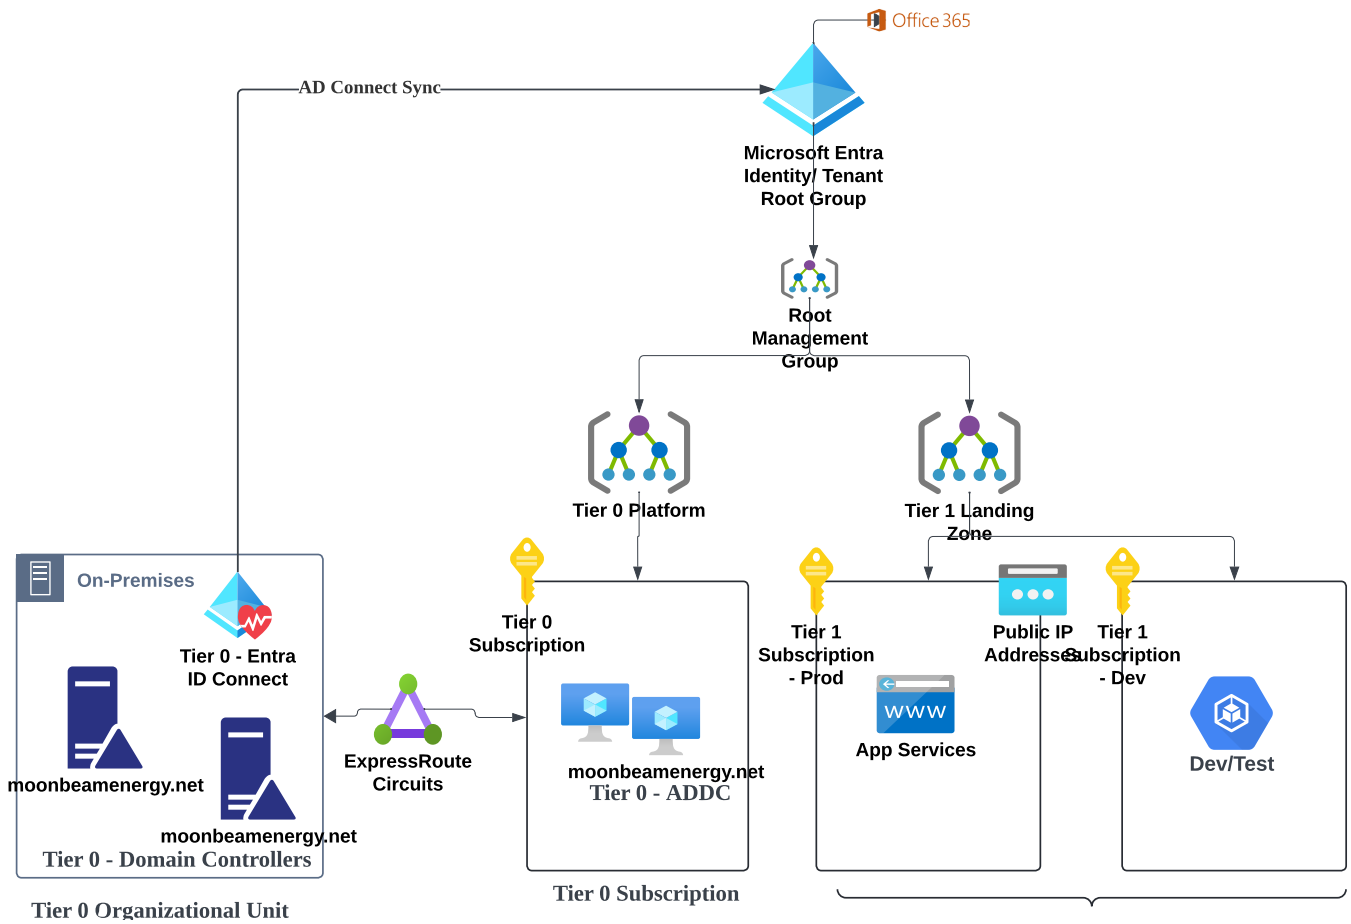 Office 365
AD Connect Sync
Microsoft Entra
Identity/ Tenant
Root Group
Root
Management
Group
Tier 0 Platform
Tier 1 Landing
Zone
On-Premises
Tier 0 - Entra
ID Connect
moonbeamenergy.net
moonbeamenergy.net
Tier 0 - Domain Controllers
Tier 0 Organizational Unit
ExpressRoute
Circuits
Tier 0
Subscription
moonbeamenergy.net
Tier 0 - ADDC
Tier 0 Subscription
Tier 1
Subscription
- Prod
Public IP
Addresses
www
App Services
Tier 1
Subscription
- Dev
Dev/Test